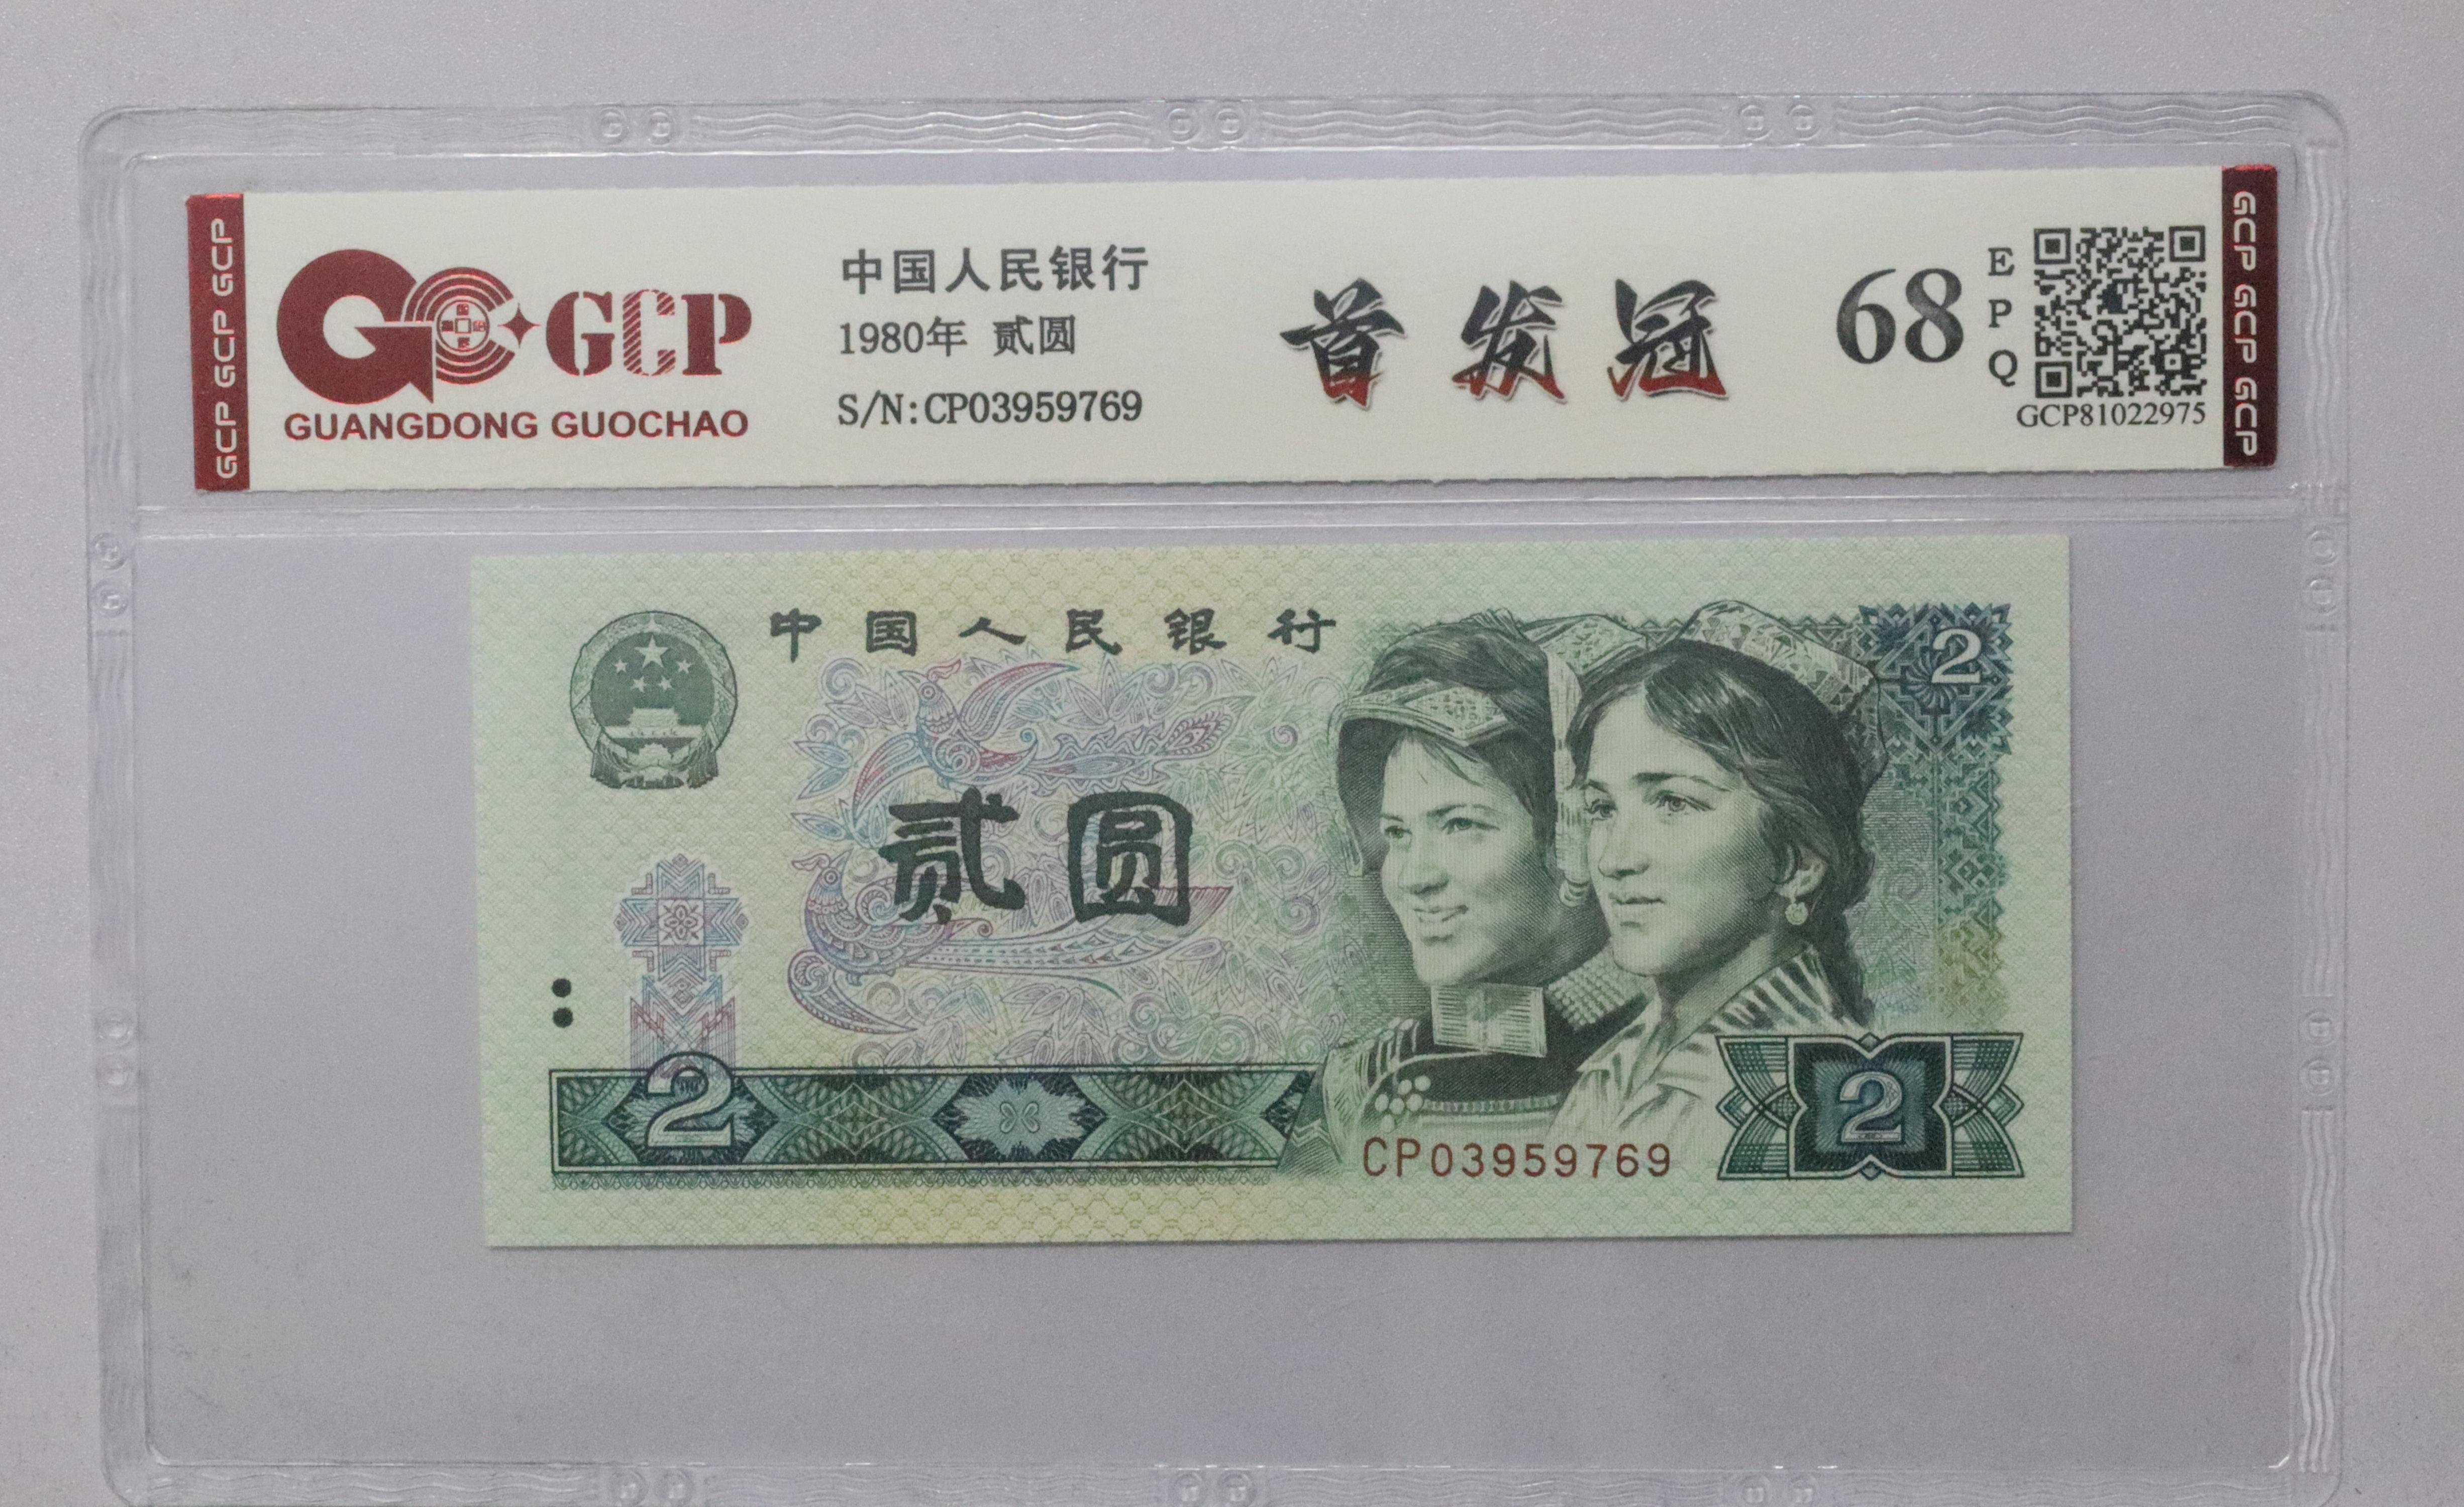 GCP GCP GCP
GCP
GUANGDONG GUOCHAO
中国人民银行
1980年 贰圆
S/N:CP03959769
首发冠
68
EPQ
GCP81022975
GCP GCP GCP
中国人民银行
2
贰圆
2
CP03959769
2